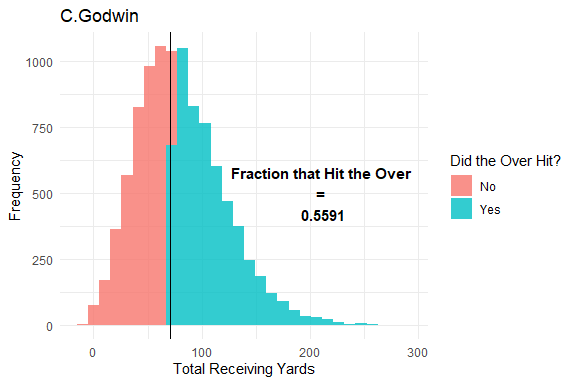 C.Godwin
1000
750
500
250
0
Frequency
Fraction that Hit the Over
=
0.5591
0 100 200 300
Total Receiving Yards
Did the Over Hit?
No
Yes